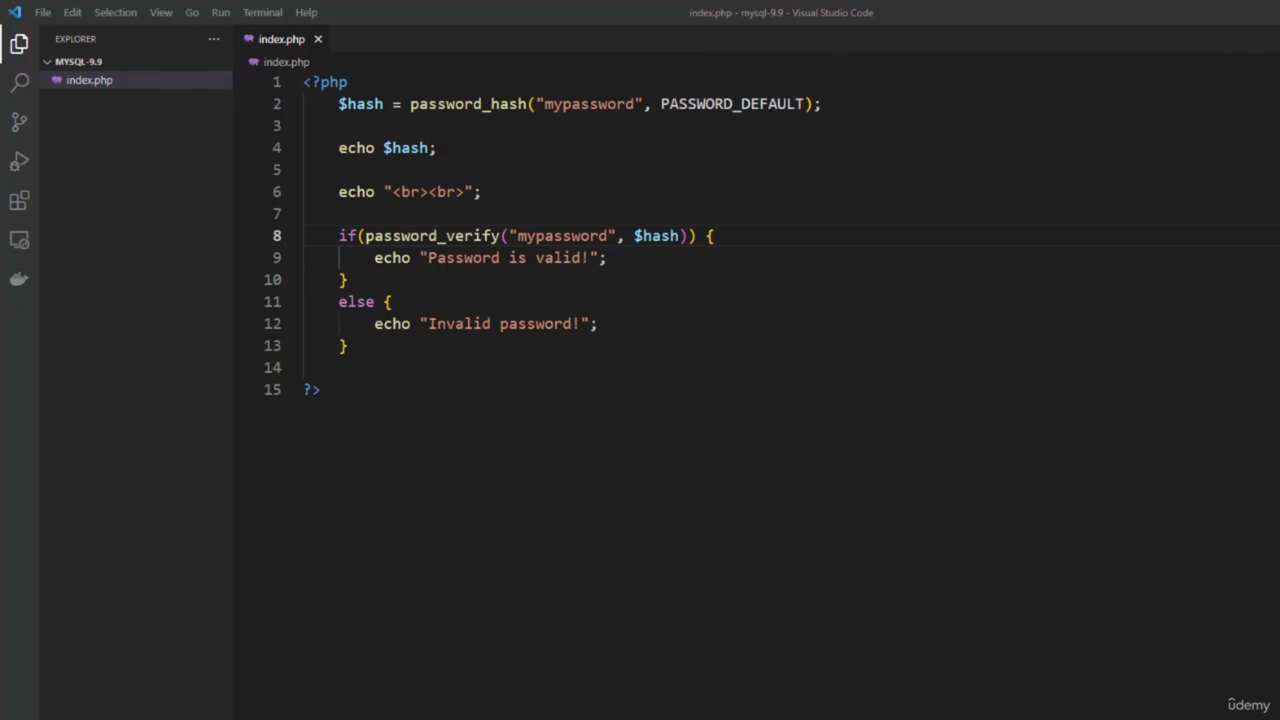 File Edit Selection View Go Run Terminal Help
index.php - mysql-9.9 - Visual Studio Code
EXPLORER ...
MYSQL-9.9
index.php
index.php
index.php
1 <?php
2 $hash = password_hash("mypassword", PASSWORD_DEFAULT);
3
4 echo $hash;
5
6 echo "<br><br>";
7
8 if(password_verify("mypassword", $hash)) {
9 echo "Password is valid!";
10 }
11 else {
12 echo "Invalid password!";
13 }
14
15 ?>
ûdemy